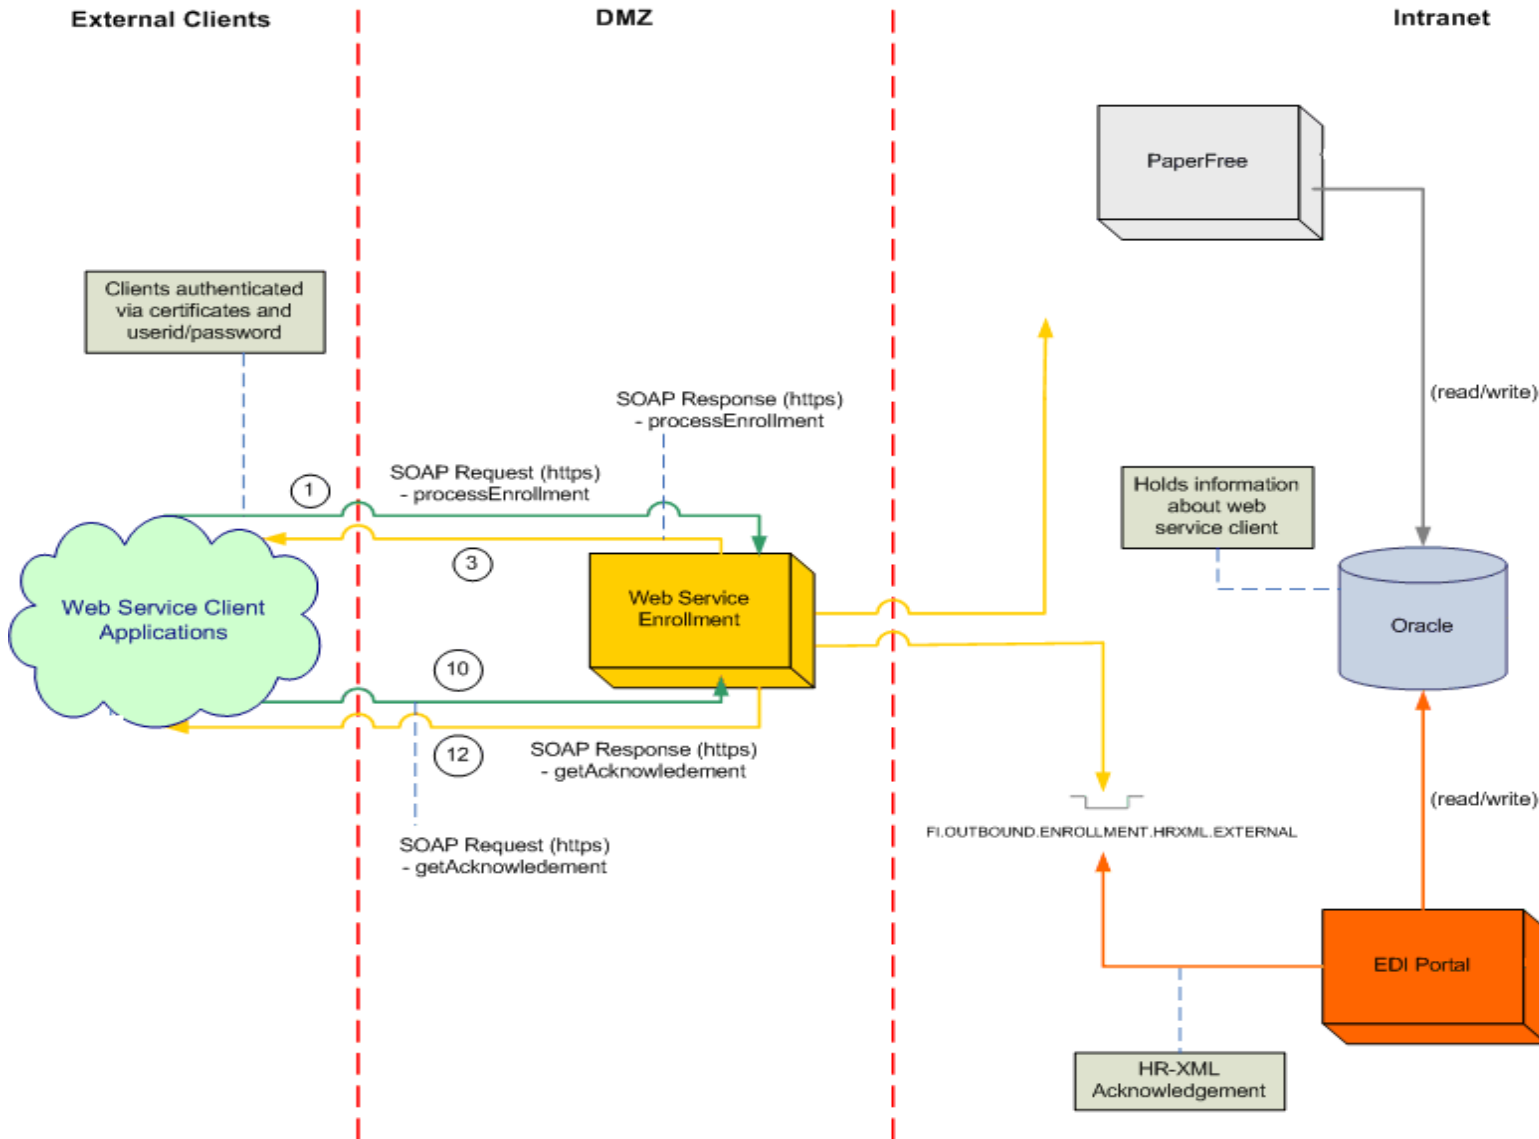 External Clients
DMZ
Intranet
PaperFree
Clients authenticated
via certificates and
userid/password
(read/write)
SOAP Response (https)
- processEnrollment
SOAP Request (https)
- processEnrollment
1
Holds information
about web
service client
3
Web Service Client
Applications
Web Service
Enrollment
Oracle
10
12
SOAP Response (https)
- getAcknowledement
(read/write)
FI.OUTBOUND.ENROLLMENT.HRXML.EXTERNAL
SOAP Request (https)
- getAcknowledement
EDI Portal
HR-XML
Acknowledgement